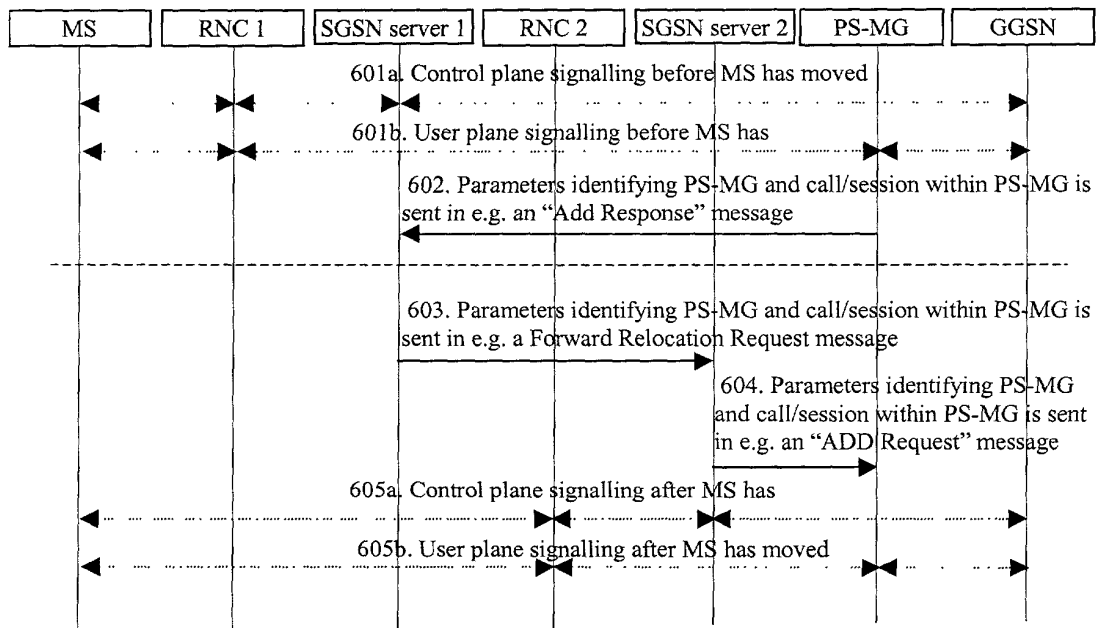 MS RNC 1 SGSN server 1 RNC 2 SGSN server 2 PS-MG GGSN
601a. Control plane signalling before MS has moved
601b. User plane signalling before MS has
602. Parameters identifying PS-MG and call/session within PS-MG is
sent in e.g. an “Add Response” message
603. Parameters identifying PS-MG and call/session within PS-MG is
sent in e.g. a Forward Relocation Request message
604. Parameters identifying PS-MG
and call/session within PS-MG is sent
in e.g. an “ADD Request” message
605a. Control plane signalling after MS has
605b. User plane signalling after MS has moved